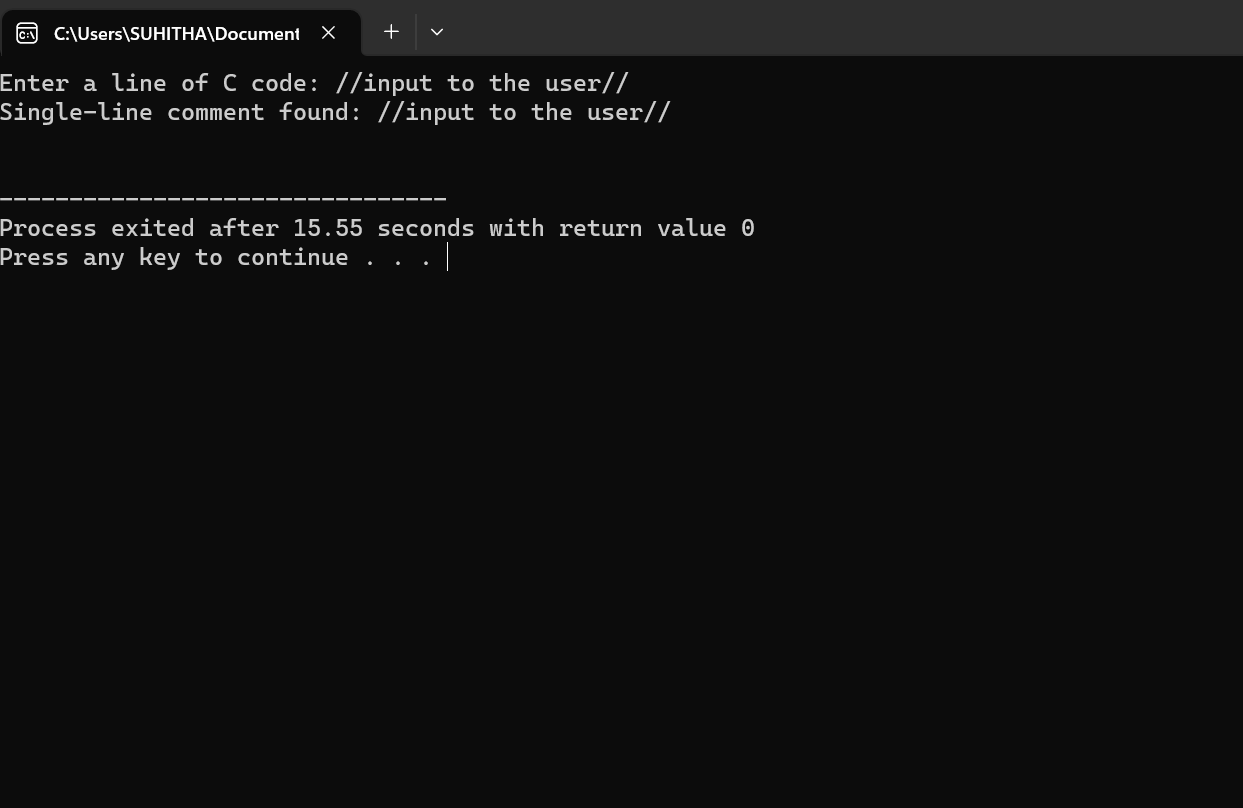 C:\Users\SUHITHA\Document
Enter a line of C code: //input to the user//
Single-line comment found: //input to the user//
--------------------------------
Process exited after 15.55 seconds with return value 0
Press any key to continue . . .